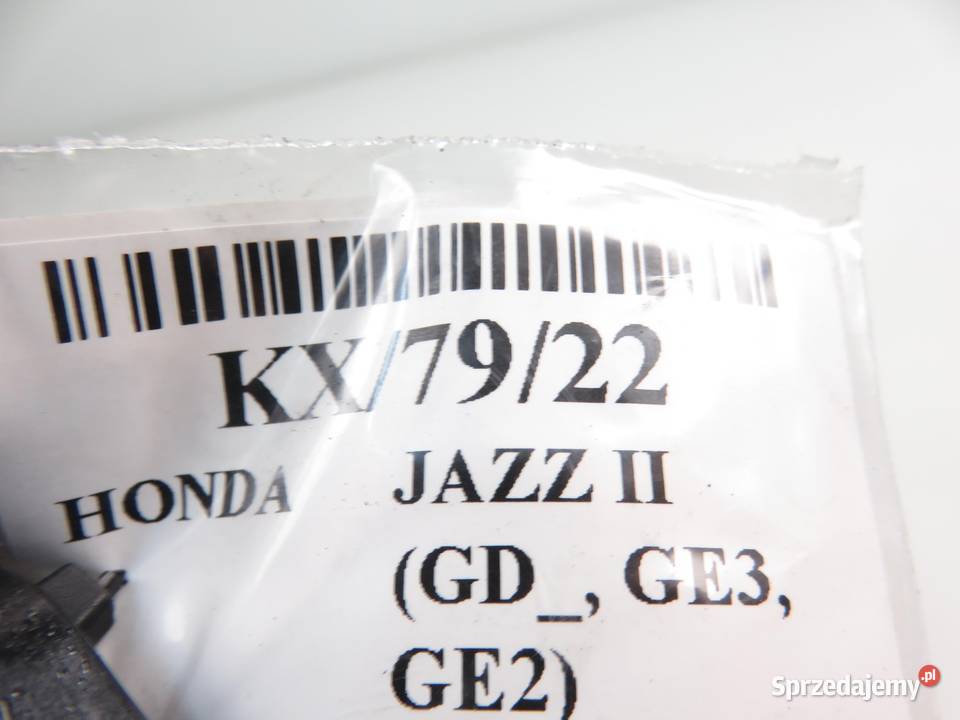 KX/79/22
HONDA JAZZ II
(GD_, GE3,
GE2)
Sprzedajemy.pl